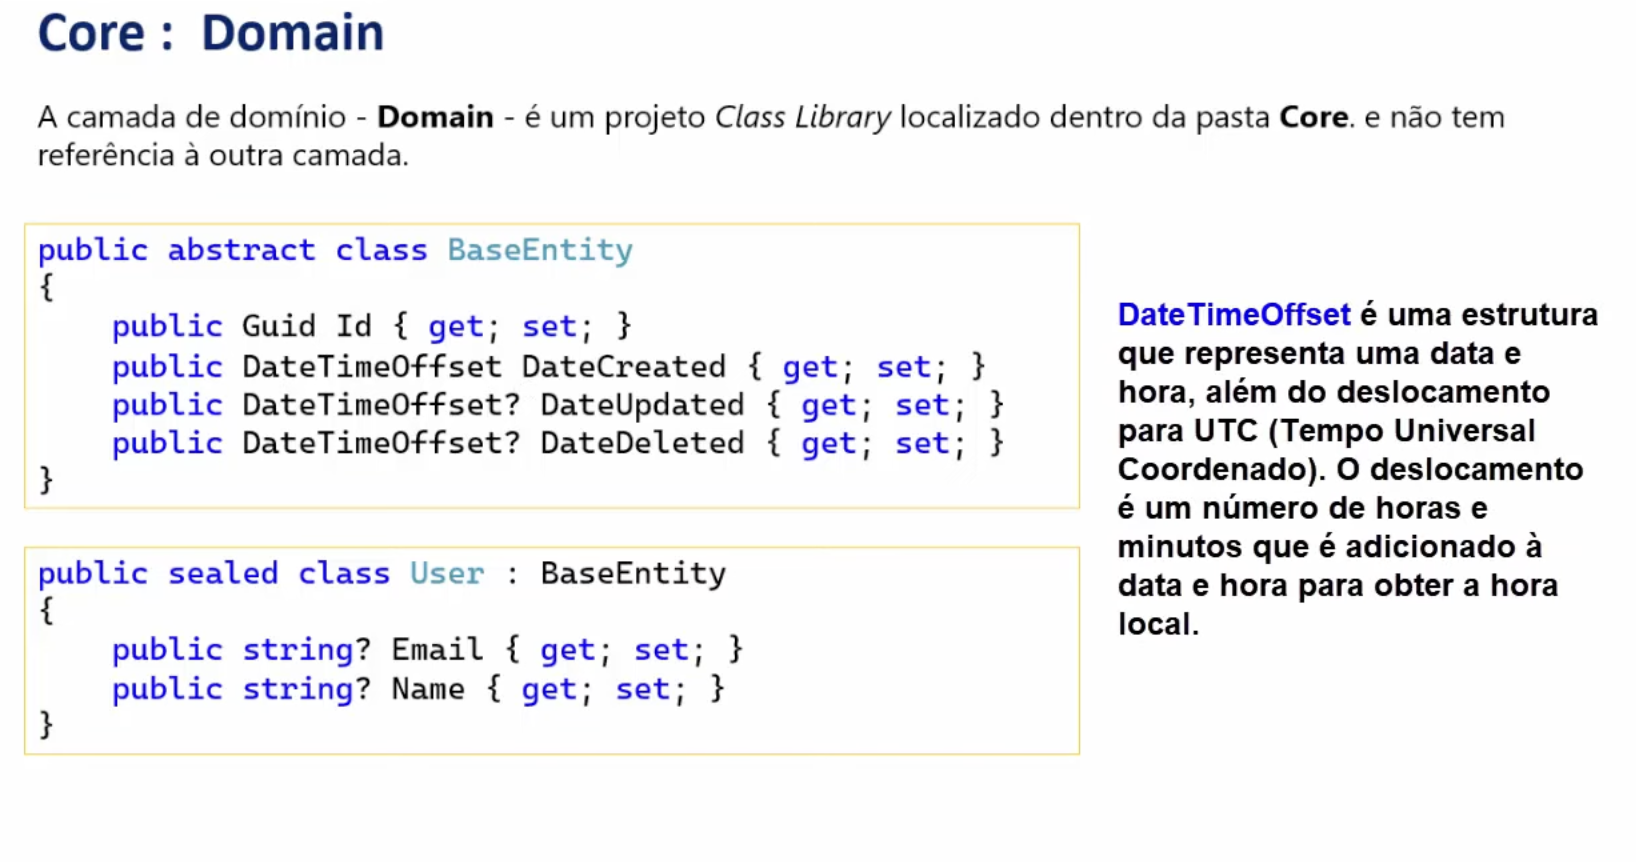 Core :  Domain
A camada de domínio - Domain - é um projeto Class Library localizado dentro da pasta Core. e não tem
referência à outra camada.
public abstract class BaseEntity
{
    public Guid Id { get; set; }
    public DateTimeOffset DateCreated { get; set; }
    public DateTimeOffset? DateUpdated { get; set; }
    public DateTimeOffset? DateDeleted { get; set; }
}
public sealed class User : BaseEntity
{
    public string? Email { get; set; }
    public string? Name { get; set; }
}
DateTimeOffset é uma estrutura
que representa uma data e
hora, além do deslocamento
para UTC (Tempo Universal
Coordenado). O deslocamento
é um número de horas e
minutos que é adicionado à
data e hora para obter a hora
local.